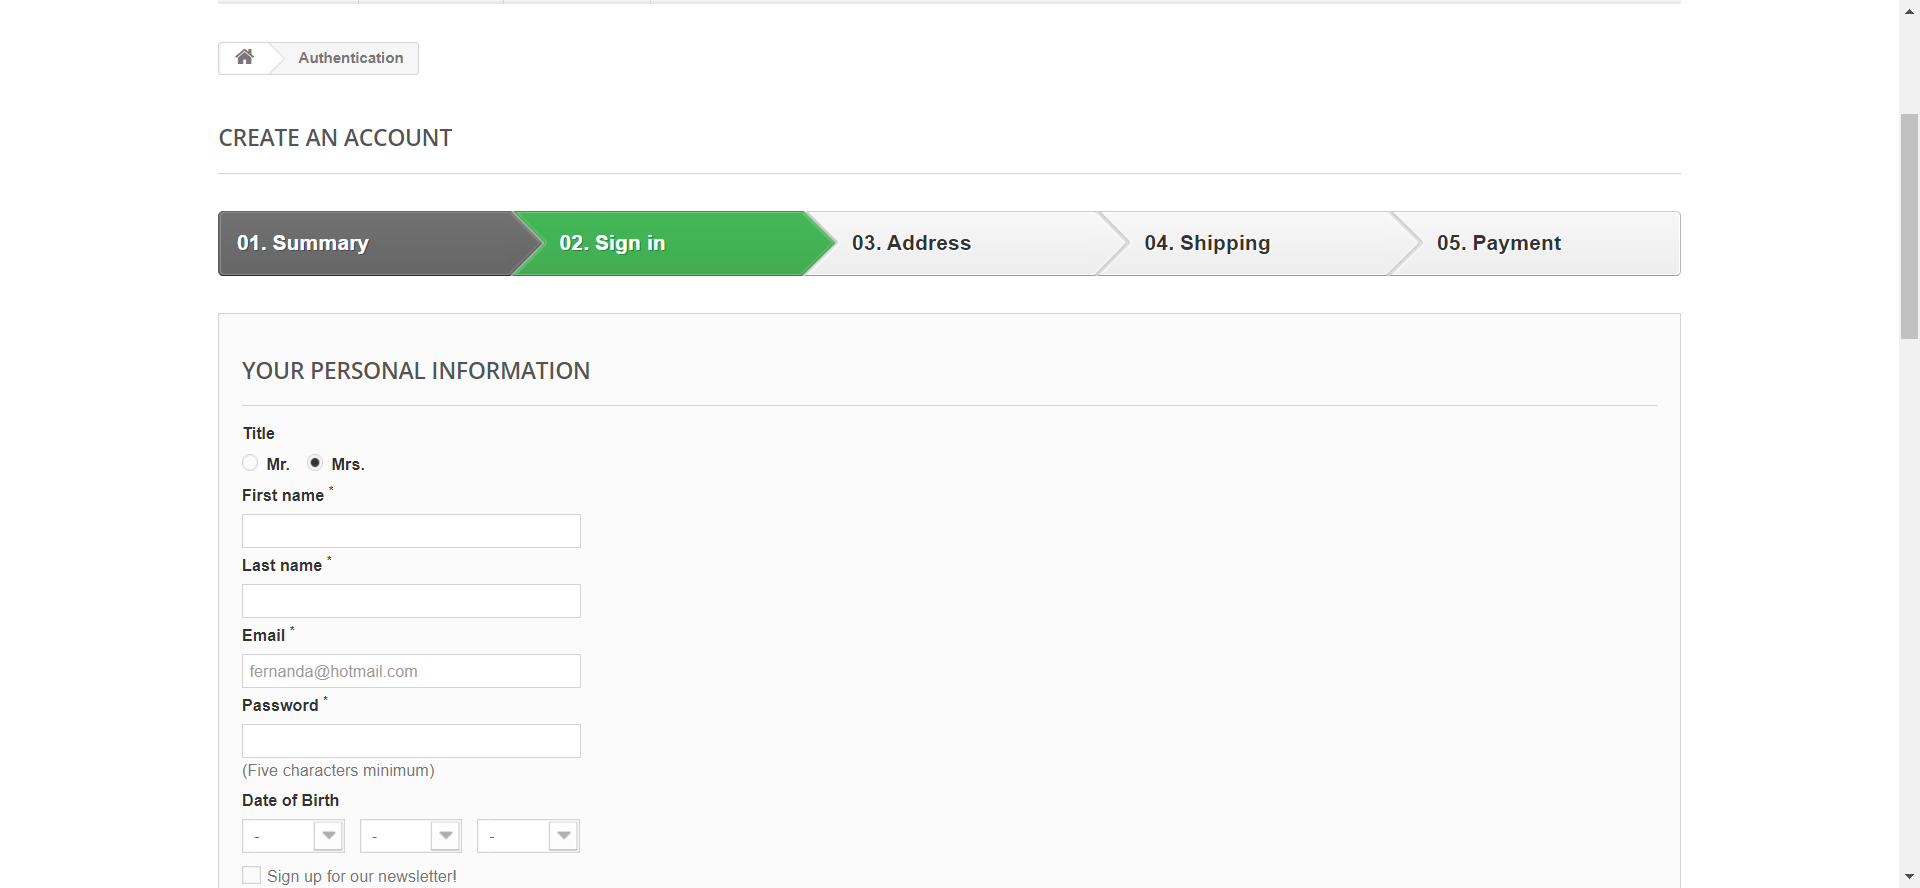 Authentication
CREATE AN ACCOUNT
01. Summary 02. Sign in 03. Address 04. Shipping 05. Payment
YOUR PERSONAL INFORMATION
Title
Mr. Mrs.
First name *
Last name *
Email *
fernanda@hotmail.com
Password *
(Five characters minimum)
Date of Birth
- - -
Sign up for our newsletter!